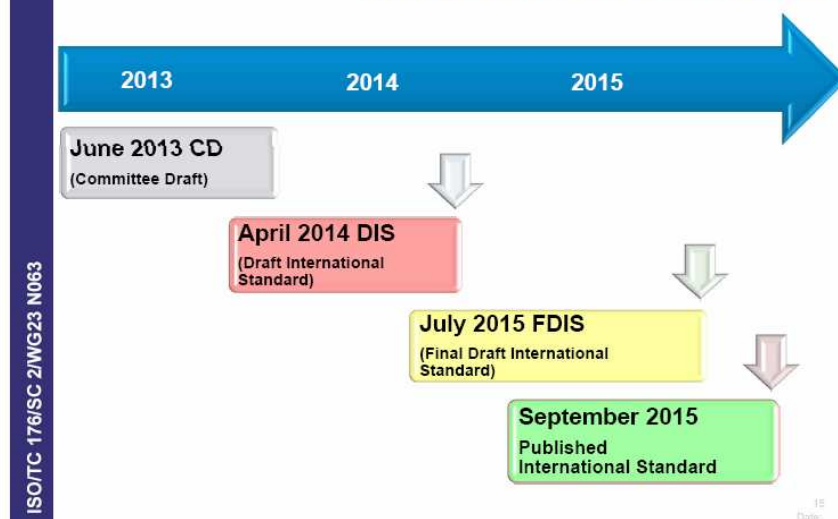 2013 2014 2015
June 2013 CD
(Committee Draft)
April 2014 DIS
(Draft International
Standard)
July 2015 FDIS
(Final Draft International
Standard)
September 2015
Published
International Standard
ISO/TC 176/SC 2/WG23 N063
15
Date: